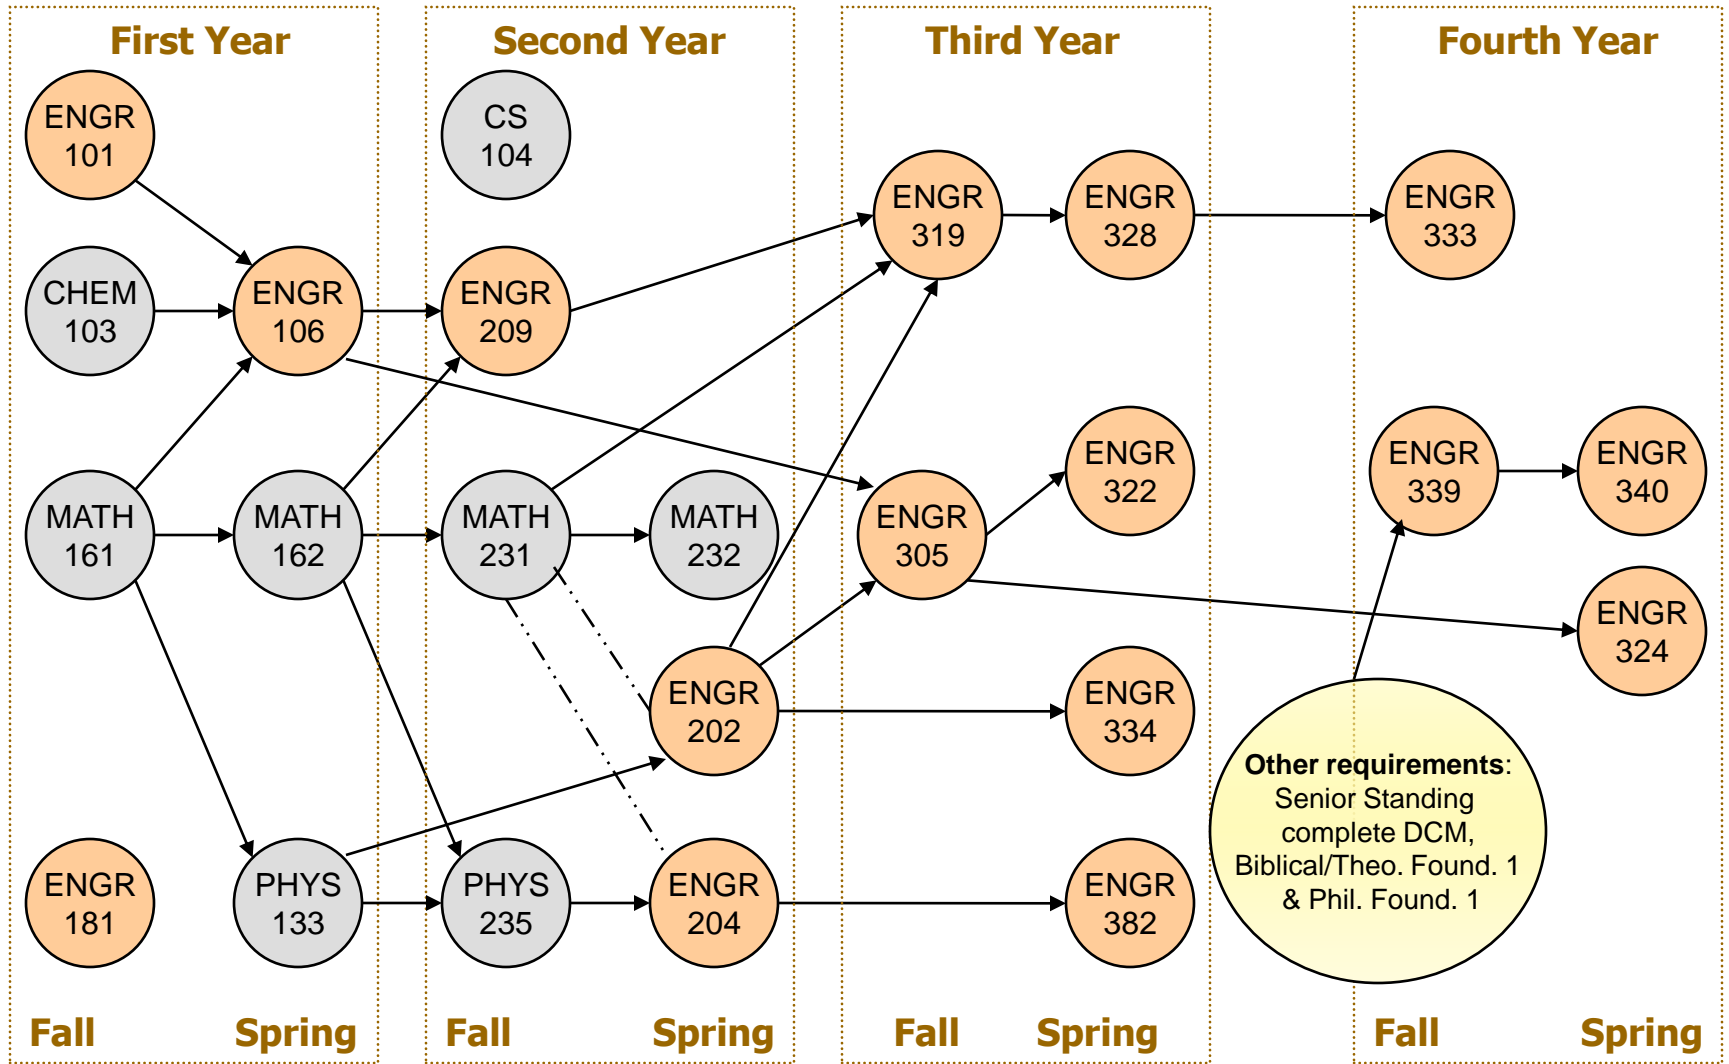 First Year
Second Year
Third Year
Fourth Year
ENGR
101
CS
104
ENGR
319
ENGR
328
ENGR
333
CHEM
103
ENGR
106
ENGR
209
MATH
161
MATH
162
MATH
231
MATH
232
ENGR
305
ENGR
322
ENGR
339
ENGR
340
ENGR
324
ENGR
202
ENGR
334
ENGR
181
PHYS
133
PHYS
235
ENGR
204
ENGR
382
Other requirements:
Senior Standing
complete DCM,
Biblical/Theo. Found. 1
& Phil. Found. 1
Fall
Spring
Fall
Spring
Fall
Spring
Fall
Spring